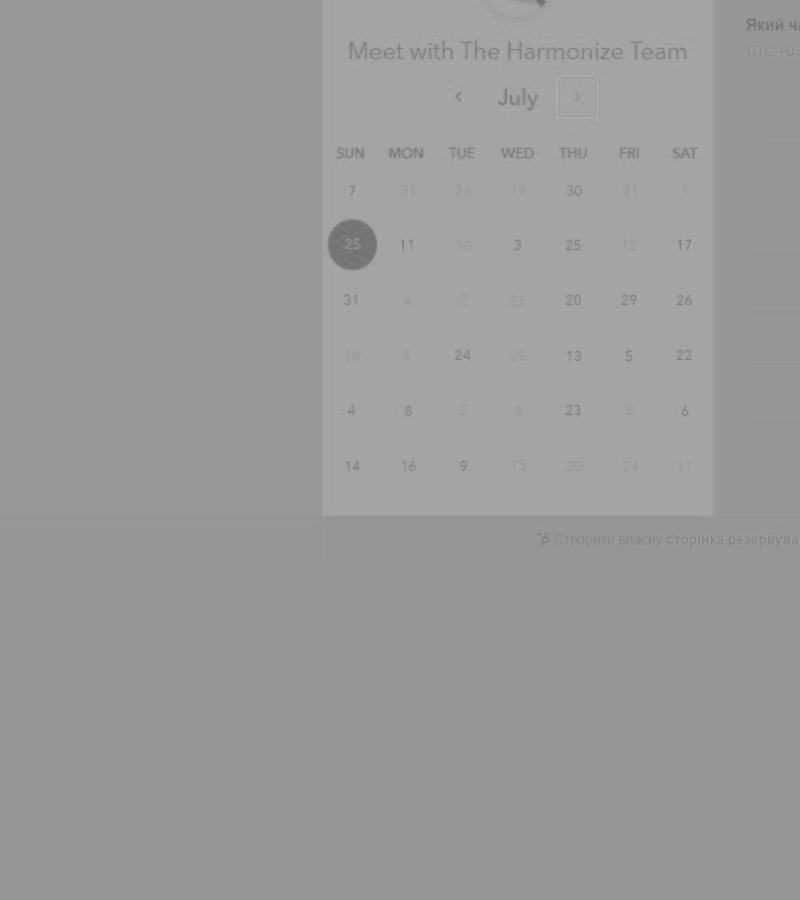 Який
UTC
Meet with The Harmonize Team
‹ July ›
SUN MON TUE WED THU FRI SAT
7 31 26 19 30 31 1
25 11 30 3 25 12 17
31 4 2 25 20 29 26
18 6 24 25 13 5 22
4 8 2 4 23 8 6
14 16 9 13 20 24 11
Створити власну сторінка